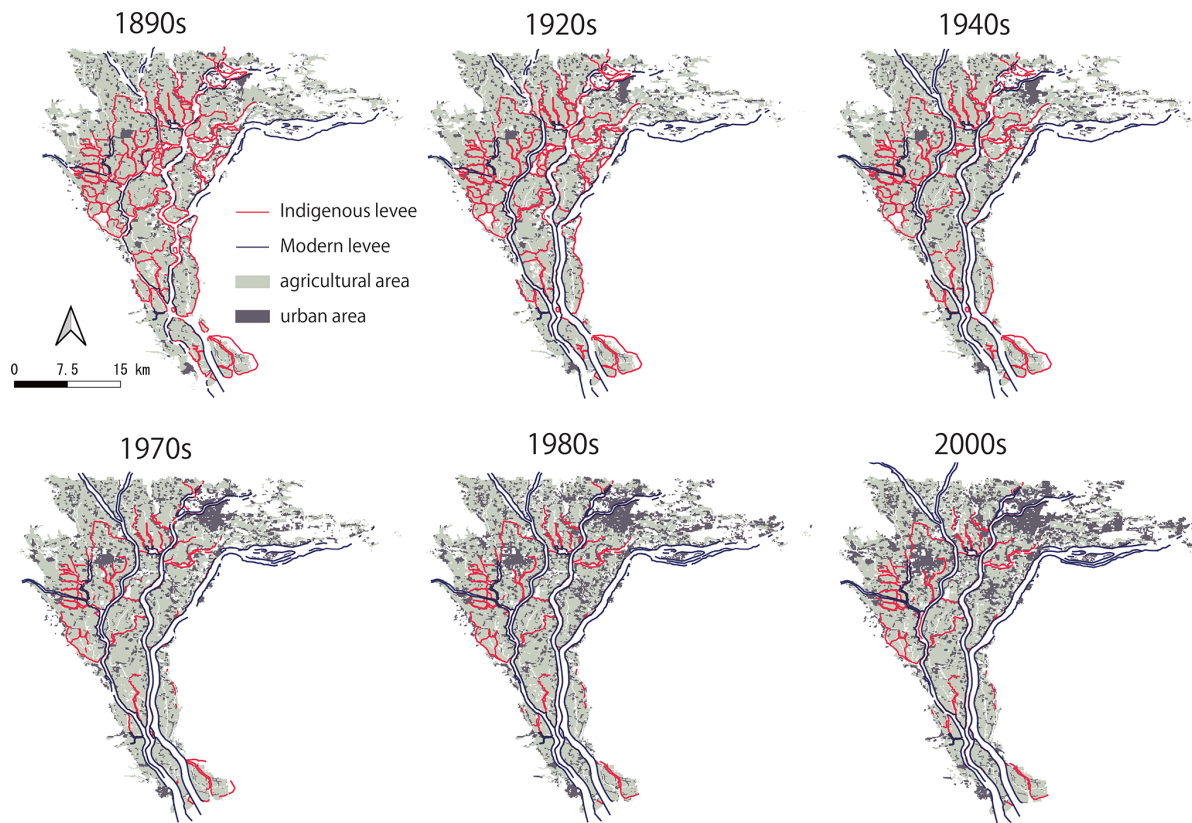 1890s
1920s
1940s
Indigenous levee
Modern levee
agricultural area
urban area
0 7.5 15 km
1970s
1980s
2000s